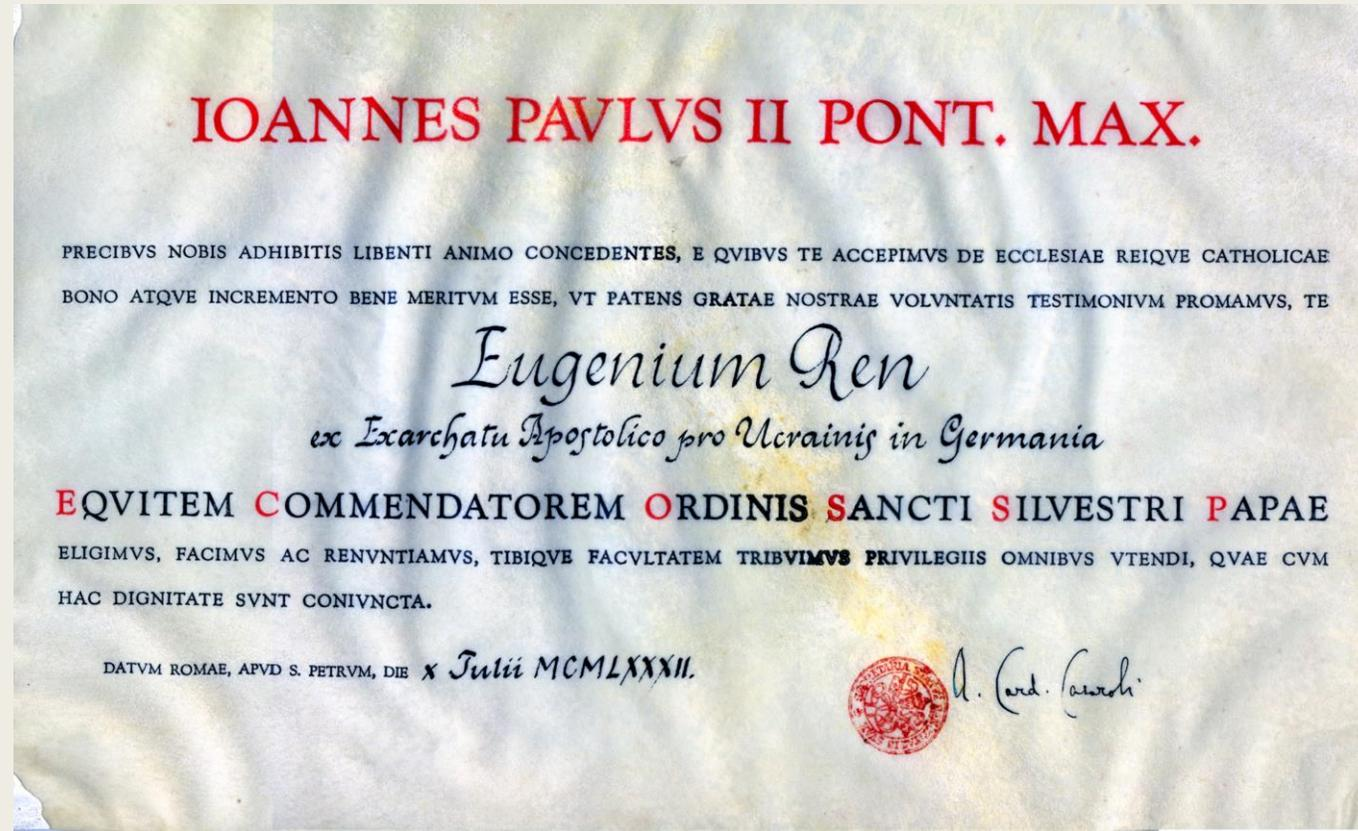 IOANNES PAVLVS II PONT. MAX.
PRECIBVS NOBIS ADHIBITIS LIBENTI ANIMO CONCEDENTES, E QVIBVS TE ACCEPIMVS DE ECCLESIAE REIQVE CATHOLICAE
BONO ATQVE INCREMENTO BENE MERITVM ESSE, VT PATENS GRATAE NOSTRAE VOLVNTATIS TESTIMONIVM PROMAMVS, TE
Eugenium Ren
ex Exarchatu Apostolico pro Ucrainis in Germania
EQVITEM COMMENDATOREM ORDINIS SANCTI SILVESTRI PAPAE
ELIGIMVS, FACIMVS AC RENVNTIAMVS, TIBIQVE FACVLTATEM TRIBVIMVS PRIVILEGIIS OMNIBVS VTENDI, QVAE CVM
HAC DIGNITATE SVNT CONIVNCTA.
DATVM ROMAE, APVD S. PETRVM, DIE x Julii MCMLXXXII.
A. Card. Casaroli